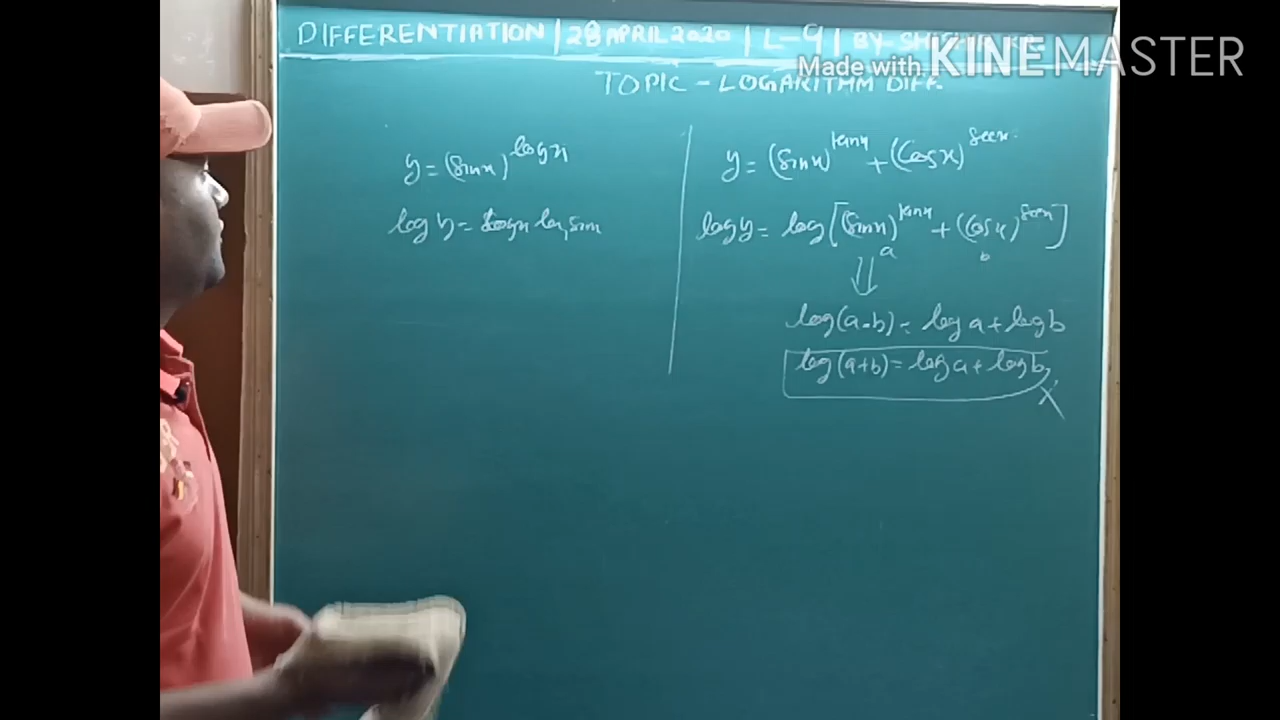 DIFFERENTIATION | 28 APRIL 2020 | L-9 | BY-
Made with KINEMASTER
TOPIC - LOGARITHM DIFF.
y = (sinx)^logx
log y = logx log sinx
y = (sinx)^tanx + (cosx)^secx
log y = log [(sinx)^tanx + (cosx)^secx]
a b
⇓
log(a.b) = log a + log b
log(a+b) = log a + log b
X